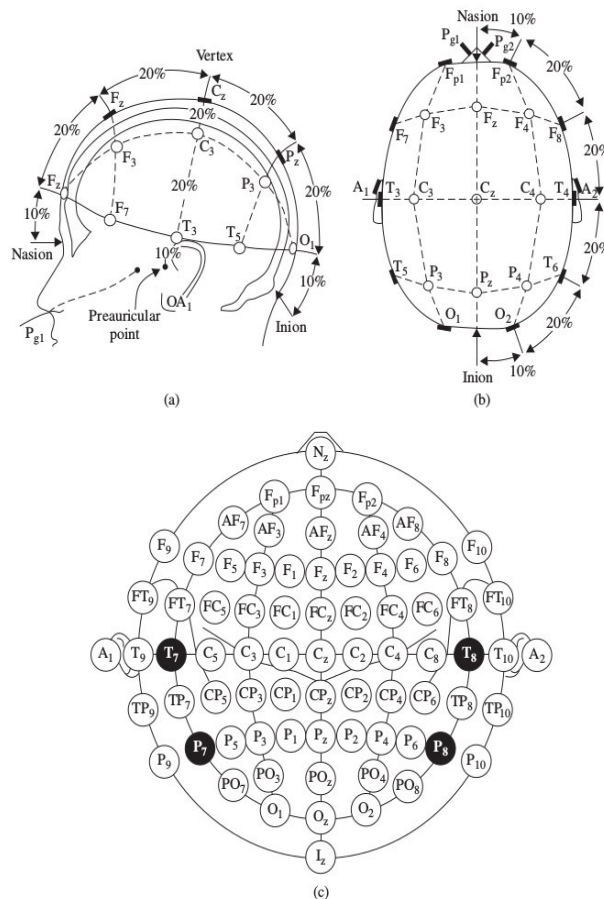 Vertex
20%
20%
Fz
Cz
20%
20%
20%
Fz
F3
C3
Pz
20%
P3
10%
F7
T3
T5
O1
Nasion
10%
10%
OA1
Preauricular
point
Inion
Pg1
(a)
Nasion
10%
Pg1
Pg2
Fp1
Fp2
20%
F7
F3
Fz
F4
F8
20%
A1
T3
C3
Cz
C4
T4
A2
20%
T5
P3
Pz
P4
T6
20%
O1
O2
Inion
10%
(b)
Nz
Fp1
Fpz
Fp2
AF7
AF3
AFz
AF4
AF8
F9
F7
F5
F3
F1
Fz
F2
F4
F6
F8
F10
FT9
FT7
FC5
FC3
FC1
FCz
FC2
FC4
FC6
FT8
FT10
A1
T9
T7
C5
C3
C1
Cz
C2
C4
C8
T8
T10
A2
TP9
TP7
CP5
CP3
CP1
CPz
CP2
CP4
CP6
TP8
TP10
P9
P7
P5
P3
P1
Pz
P2
P4
P6
P8
P10
PO7
PO3
POz
PO4
PO8
O1
Oz
O2
Iz
(c)